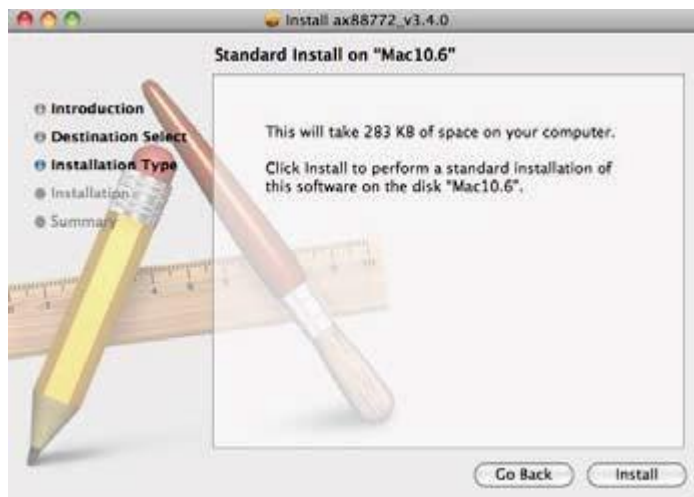 Install ax88772_v3.4.0
Standard Install on "Mac10.6"
Introduction
Destination Select
Installation Type
Installation
Summary
This will take 283 KB of space on your computer.
Click Install to perform a standard installation of
this software on the disk "Mac10.6".
Go Back
Install